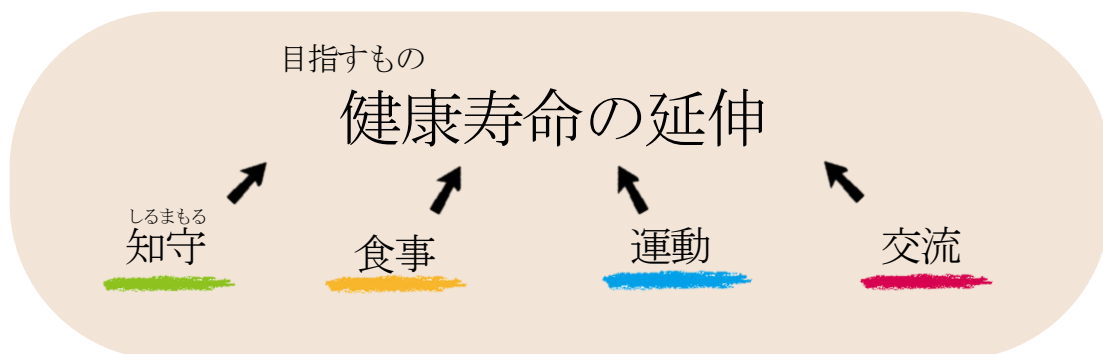 目指すもの
健康寿命の延伸
しるまもる
知守
食事
運動
交流